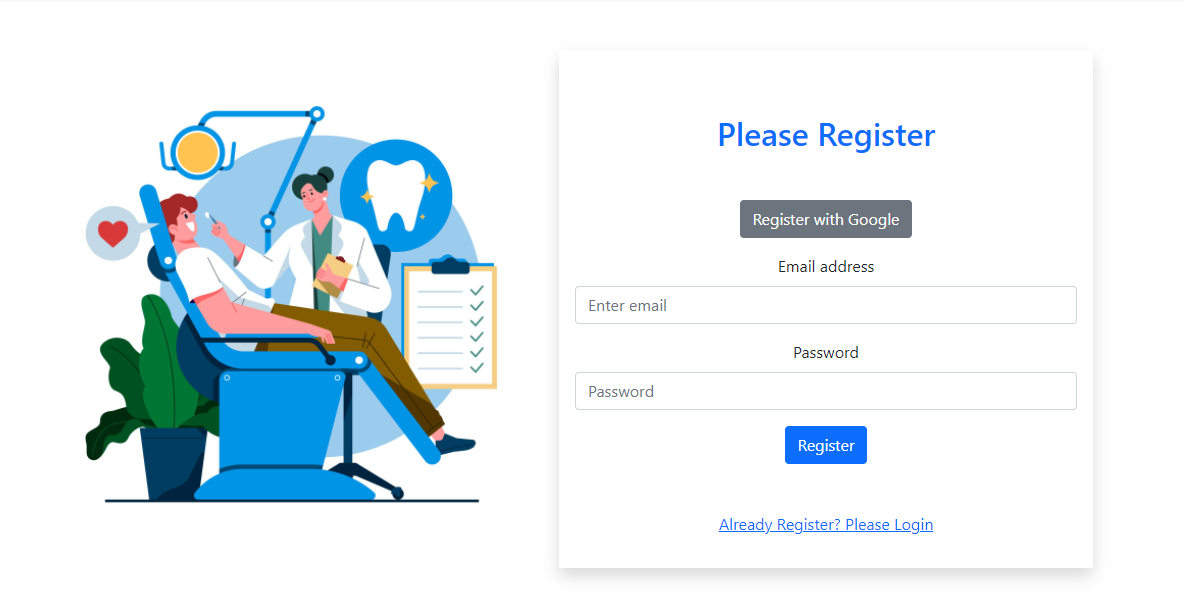 Please Register
Register with Google
Email address
Enter email
Password
Password
Register
Already Register? Please Login